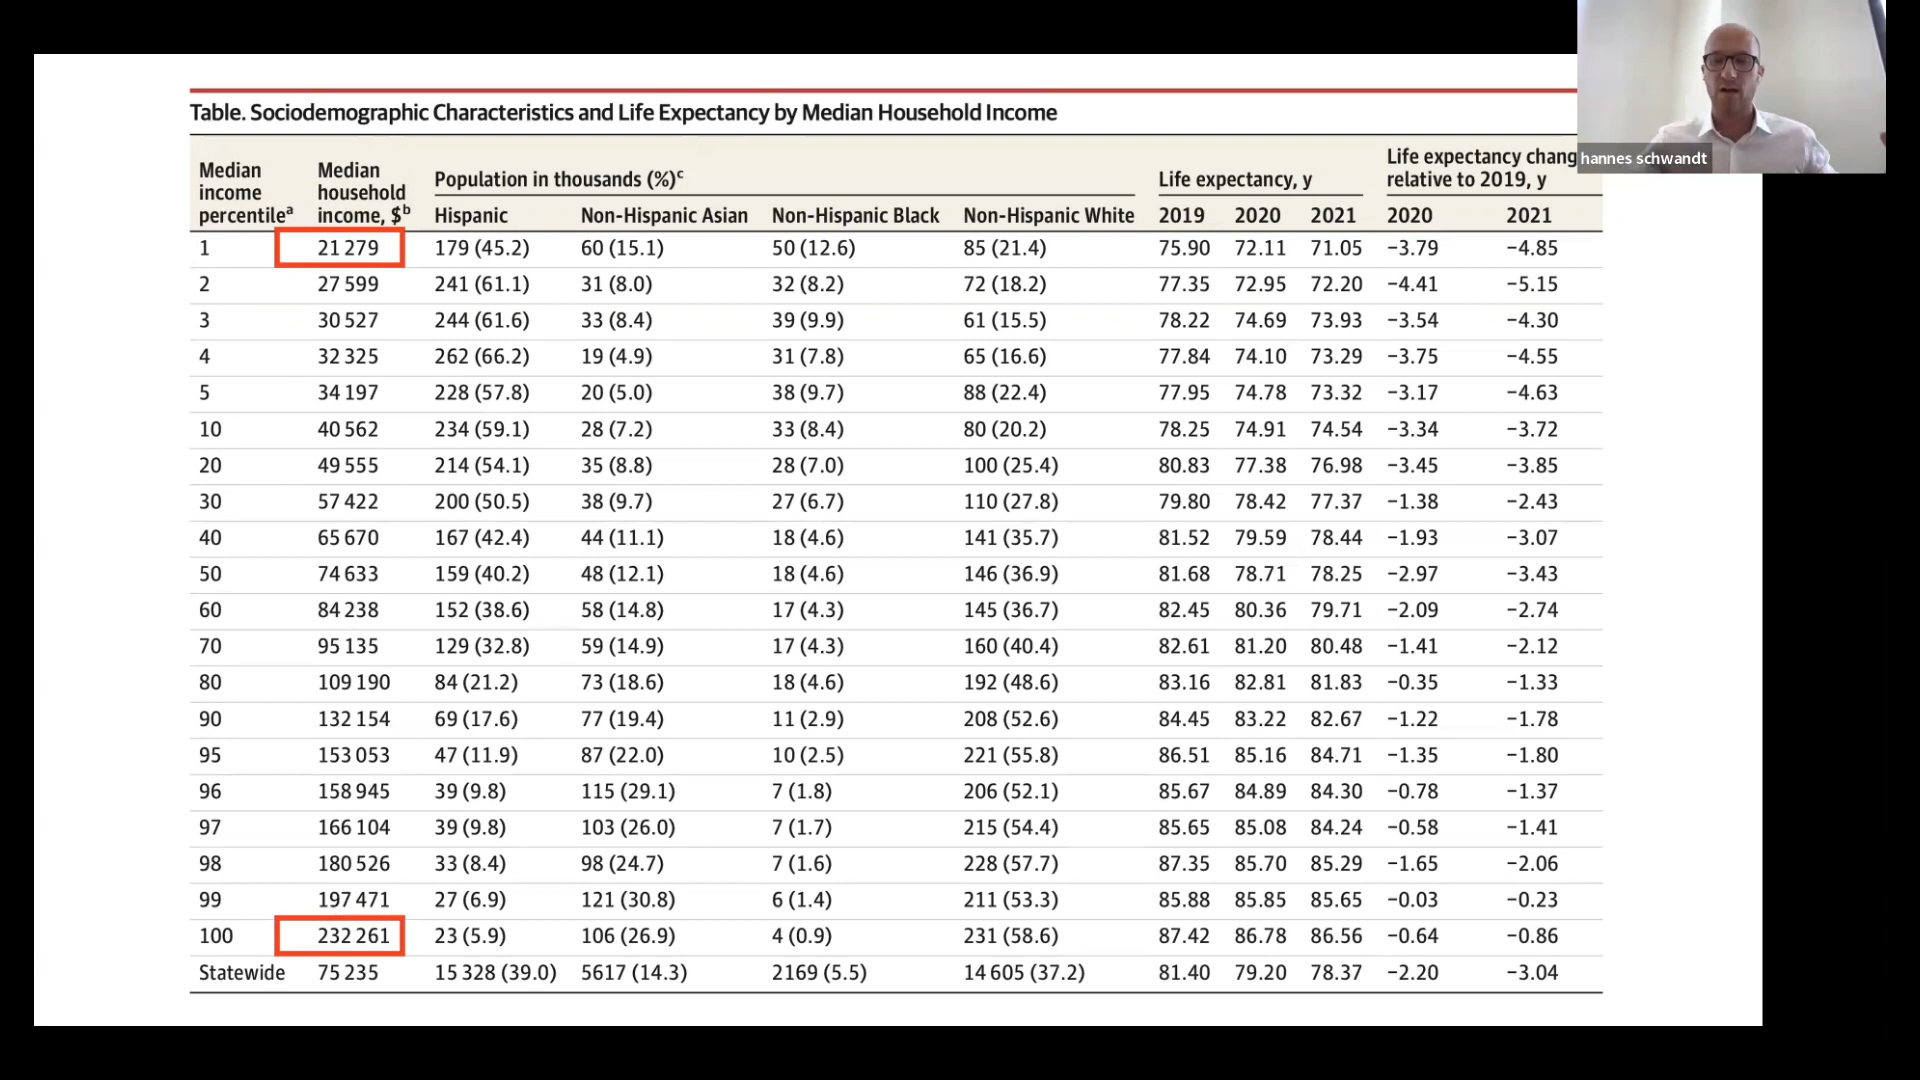 hannes schwandt
Table. Sociodemographic Characteristics and Life Expectancy by Median Household Income
Median income percentileª Median household income, $ᵇ Population in thousands (%)ᶜ Life expectancy, y Life expectancy chang relative to 2019, y
Hispanic Non-Hispanic Asian Non-Hispanic Black Non-Hispanic White 2019 2020 2021 2020 2021
1 21 279 179 (45.2) 60 (15.1) 50 (12.6) 85 (21.4) 75.90 72.11 71.05 −3.79 −4.85
2 27 599 241 (61.1) 31 (8.0) 32 (8.2) 72 (18.2) 77.35 72.95 72.20 −4.41 −5.15
3 30 527 244 (61.6) 33 (8.4) 39 (9.9) 61 (15.5) 78.22 74.69 73.93 −3.54 −4.30
4 32 325 262 (66.2) 19 (4.9) 31 (7.8) 65 (16.6) 77.84 74.10 73.29 −3.75 −4.55
5 34 197 228 (57.8) 20 (5.0) 38 (9.7) 88 (22.4) 77.95 74.78 73.32 −3.17 −4.63
10 40 562 234 (59.1) 28 (7.2) 33 (8.4) 80 (20.2) 78.25 74.91 74.54 −3.34 −3.72
20 49 555 214 (54.1) 35 (8.8) 28 (7.0) 100 (25.4) 80.83 77.38 76.98 −3.45 −3.85
30 57 422 200 (50.5) 38 (9.7) 27 (6.7) 110 (27.8) 79.80 78.42 77.37 −1.38 −2.43
40 65 670 167 (42.4) 44 (11.1) 18 (4.6) 141 (35.7) 81.52 79.59 78.44 −1.93 −3.07
50 74 633 159 (40.2) 48 (12.1) 18 (4.6) 146 (36.9) 81.68 78.71 78.25 −2.97 −3.43
60 84 238 152 (38.6) 58 (14.8) 17 (4.3) 145 (36.7) 82.45 80.36 79.71 −2.09 −2.74
70 95 135 129 (32.8) 59 (14.9) 17 (4.3) 160 (40.4) 82.61 81.20 80.48 −1.41 −2.12
80 109 190 84 (21.2) 73 (18.6) 18 (4.6) 192 (48.6) 83.16 82.81 81.83 −0.35 −1.33
90 132 154 69 (17.6) 77 (19.4) 11 (2.9) 208 (52.6) 84.45 83.22 82.67 −1.22 −1.78
95 153 053 47 (11.9) 87 (22.0) 10 (2.5) 221 (55.8) 86.51 85.16 84.71 −1.35 −1.80
96 158 945 39 (9.8) 115 (29.1) 7 (1.8) 206 (52.1) 85.67 84.89 84.30 −0.78 −1.37
97 166 104 39 (9.8) 103 (26.0) 7 (1.7) 215 (54.4) 85.65 85.08 84.24 −0.58 −1.41
98 180 526 33 (8.4) 98 (24.7) 7 (1.6) 228 (57.7) 87.35 85.70 85.29 −1.65 −2.06
99 197 471 27 (6.9) 121 (30.8) 6 (1.4) 211 (53.3) 85.88 85.85 85.65 −0.03 −0.23
100 232 261 23 (5.9) 106 (26.9) 4 (0.9) 231 (58.6) 87.42 86.78 86.56 −0.64 −0.86
Statewide 75 235 15 328 (39.0) 5617 (14.3) 2169 (5.5) 14 605 (37.2) 81.40 79.20 78.37 −2.20 −3.04